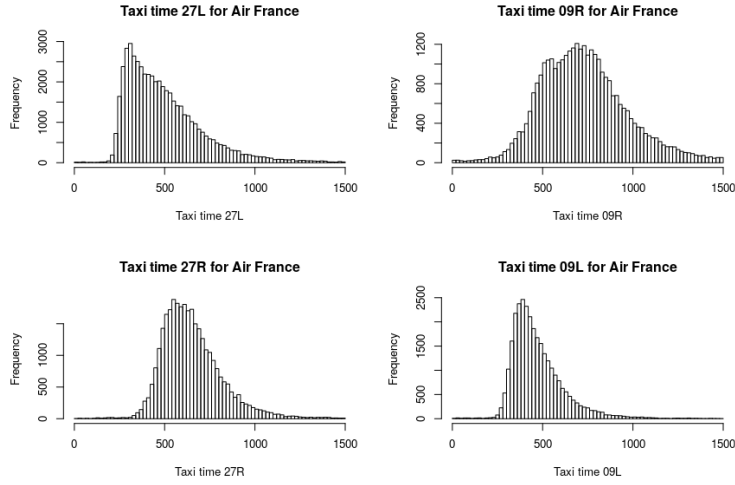 Taxi time 27L for Air France
Frequency
0 1000 2000 3000
0 500 1000 1500
Taxi time 27L
Taxi time 09R for Air France
Frequency
0 400 800 1200
0 500 1000 1500
Taxi time 09R
Taxi time 27R for Air France
Frequency
0 500 1000
0 500 1000 1500
Taxi time 27R
Taxi time 09L for Air France
Frequency
0 500 1500 2500
0 500 1000 1500
Taxi time 09L